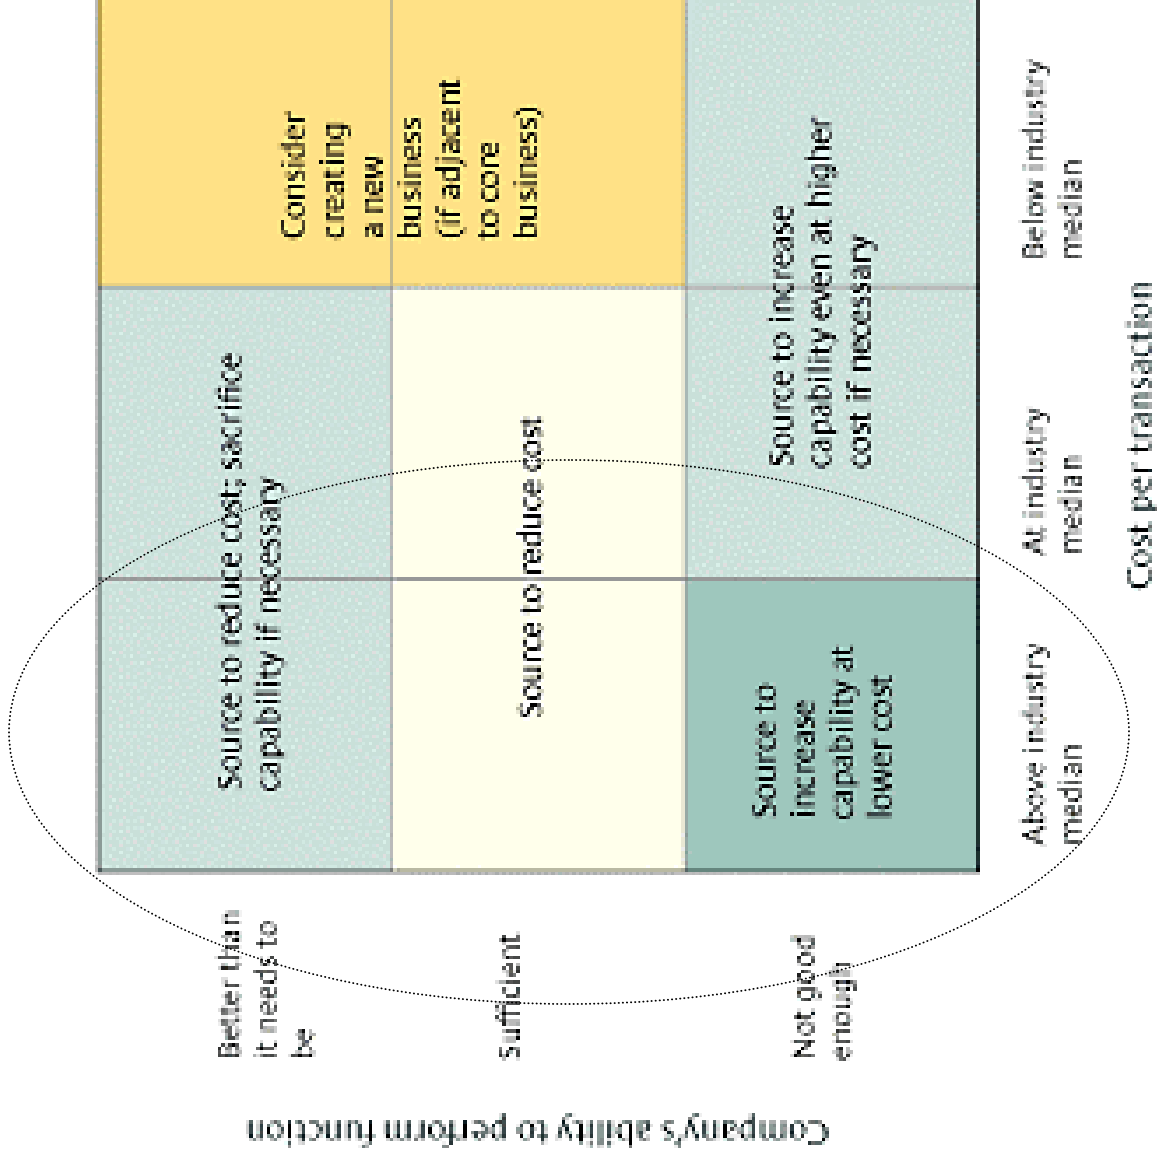 Company's ability to perform function
Better than
it needs to
be
Source to reduce cost; sacrifice
capability if necessary
Consider
creating
a new
business
(if adjacent
to core
business)
Sufficient
Source to reduce cost
Not good
enough
Source to
increase
capability at
lower cost
Source to increase
capability even at higher
cost if necessary
Above industry
median
At industry
median
Below industry
median
Cost per transaction